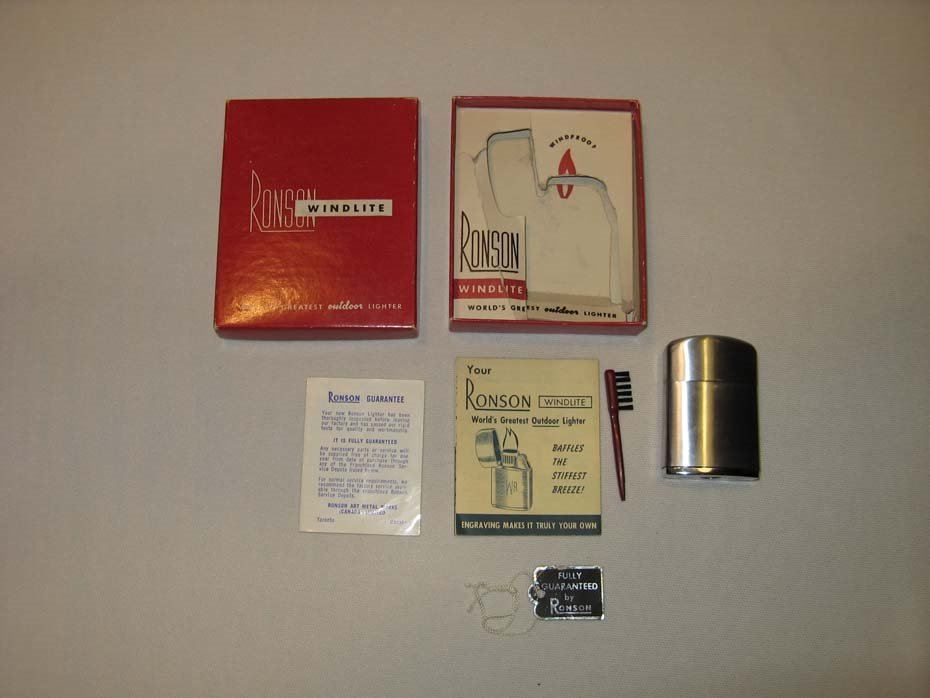 RONSON
WINDLITE
GREATEST outdoor LIGHTER
WINDPROOF
RONSON
WINDLITE
WORLD'S GREATEST outdoor LIGHTER
RONSON GUARANTEE
Your new Ronson Lighter has been
thoroughly inspected before leaving
our factory and has passed our rigid
tests for quality and workmanship.
IT IS FULLY GUARANTEED
Any necessary parts or service will
be supplied free of charge for one
year from date of purchase through
any of the Franchised Ronson Ser-
vice Depots listed
For normal service requirements, we
recommend the factory service avail-
able through the Franchised Ronson
Service Depots.
RONSON ART METAL WORKS
(CANADA) LIMITED
Toronto
Your
RONSON WINDLITE
World's Greatest Outdoor Lighter
BAFFLES
THE
STIFFEST
BREEZE!
ENGRAVING MAKES IT TRULY YOUR OWN
FULLY
GUARANTEED
by
RONSON